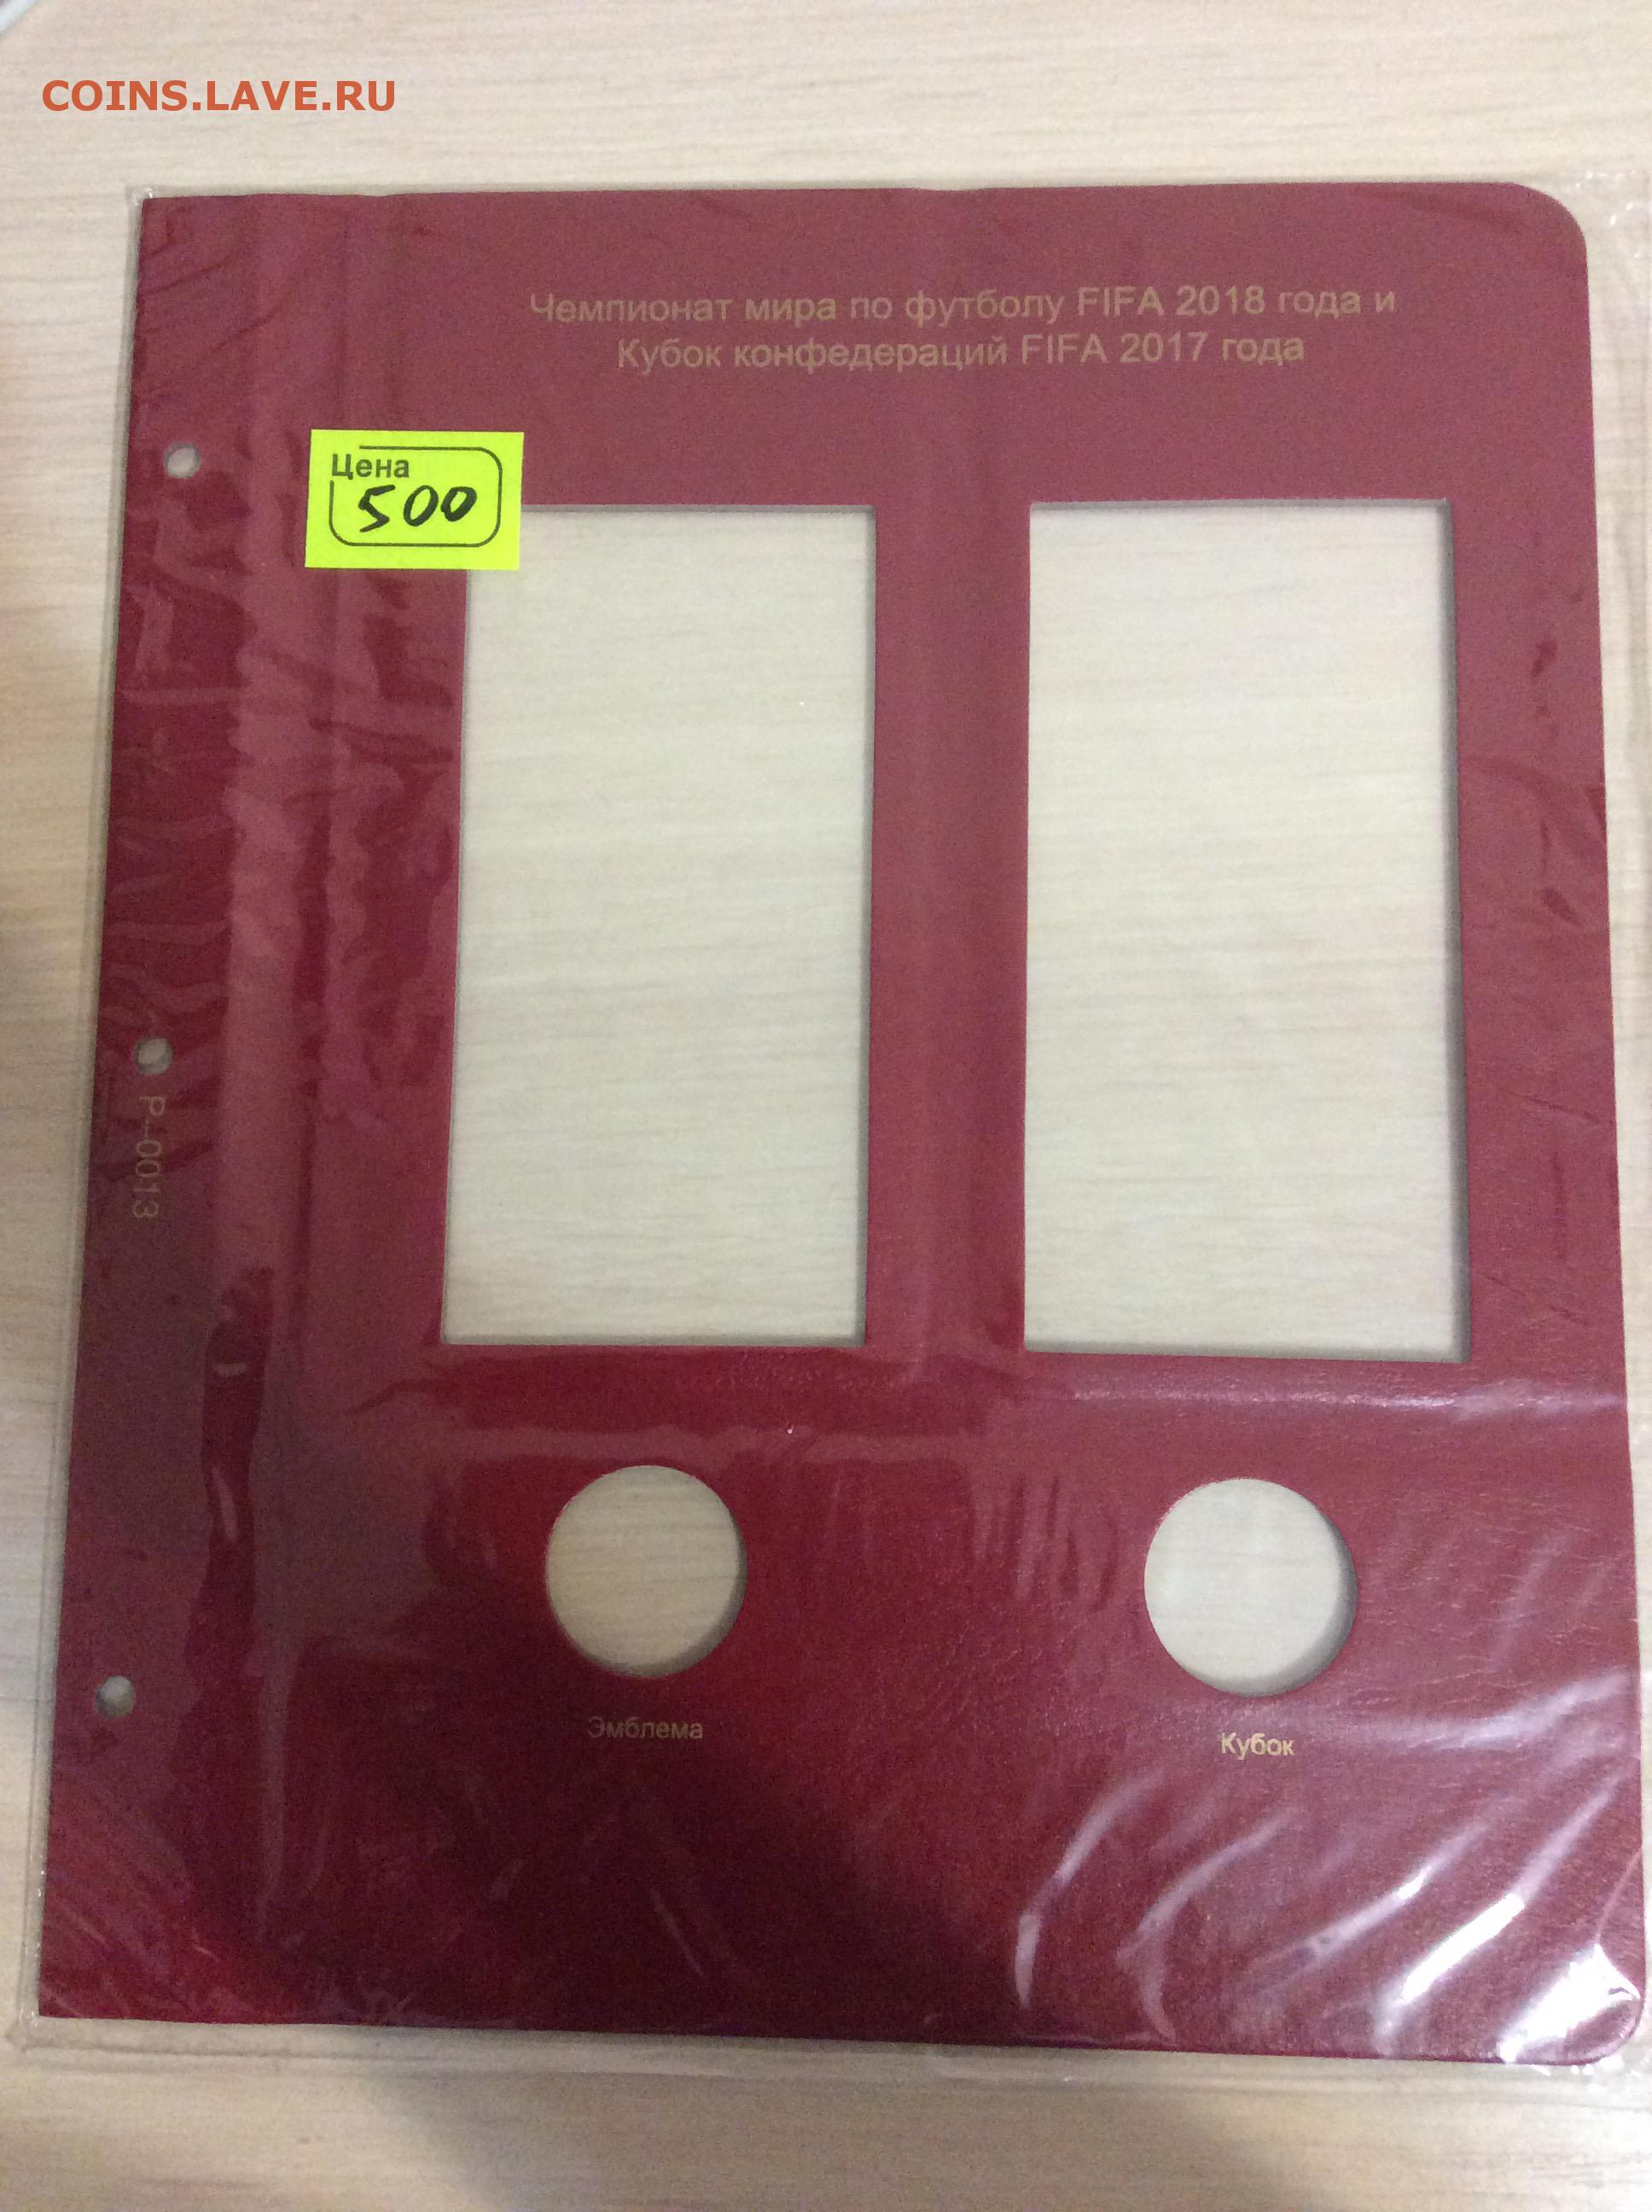 COINS.LAVE.RU
Чемпионат мира по футболу FIFA 2018 года и
Кубок конфедераций FIFA 2017 года
Цена
500
P-0013
Эмблема
Кубок